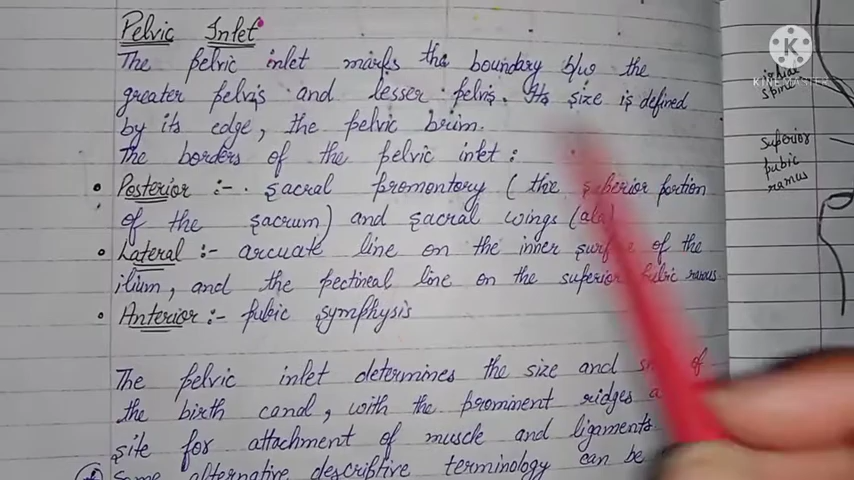 Pelvic Inlet
The pelvic inlet marks the boundary b/w the
greater pelvis and lesser pelvis. Its size is defined
by its edge, the pelvic brim.
The borders of the pelvic inlet :
• Posterior :- sacral promontory ( the superior portion
of the sacrum) and sacral wings (ala)
• Lateral :- arcuate line on the inner surface of the
ilium, and the pectineal line on the superior pubic ramus
• Anterior :- pubic symphysis
The pelvic inlet determines the size and of
the birth canal, with the prominent ridges a
site for attachment of muscle and ligaments
Some alternative descriptive terminology can be
spine
superior
pubic
ramus
KINEMASTER